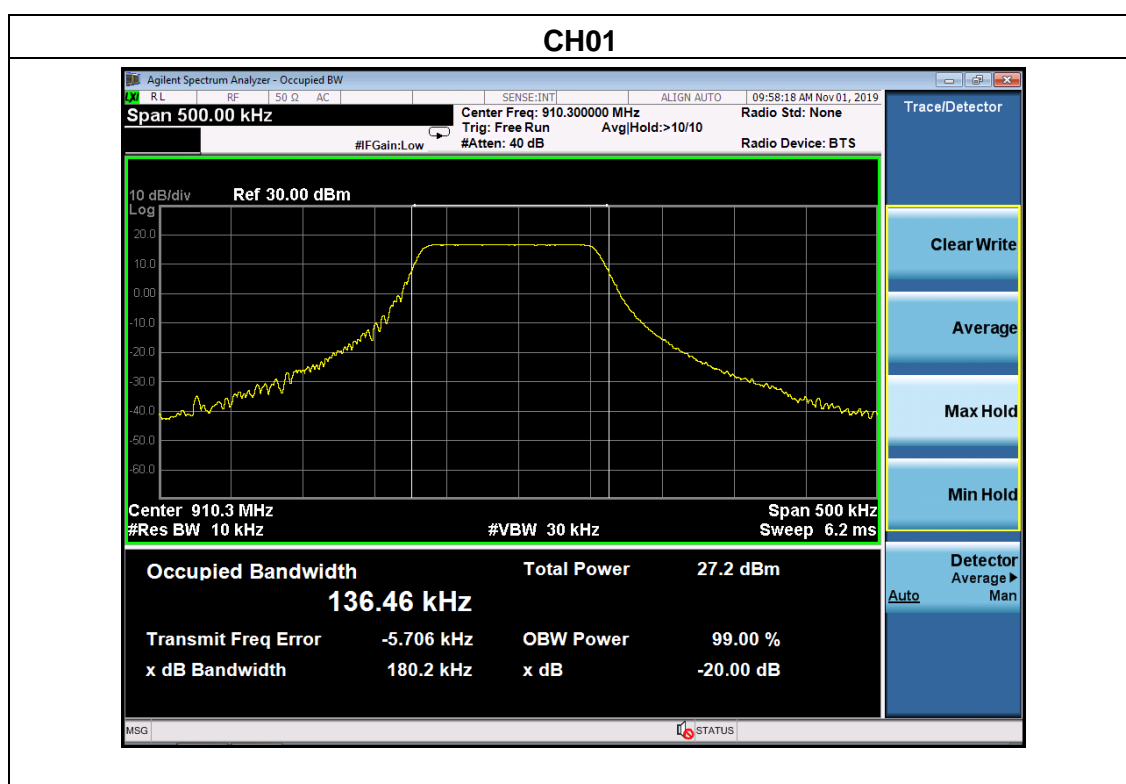 CH01
Agilent Spectrum Analyzer - Occupied BW
LXI RL RF 50 Ω AC SENSE:INT ALIGN AUTO 09:58:18 AM Nov 01, 2019
Span 500.00 kHz
Center Freq: 910.300000 MHz Radio Std: None
Trig: Free Run Avg|Hold:>10/10
#IFGain:Low #Atten: 40 dB Radio Device: BTS
Trace/Detector
10 dB/div Ref 30.00 dBm
Log
20.0
10.0
0.00
-10.0
-20.0
-30.0
-40.0
-50.0
-60.0
Center 910.3 MHz Span 500 kHz
#Res BW 10 kHz #VBW 30 kHz Sweep 6.2 ms
Clear Write
Average
Max Hold
Min Hold
Detector
Average
Auto Man
Occupied Bandwidth Total Power 27.2 dBm
136.46 kHz
Transmit Freq Error -5.706 kHz OBW Power 99.00 %
x dB Bandwidth 180.2 kHz x dB -20.00 dB
MSG STATUS